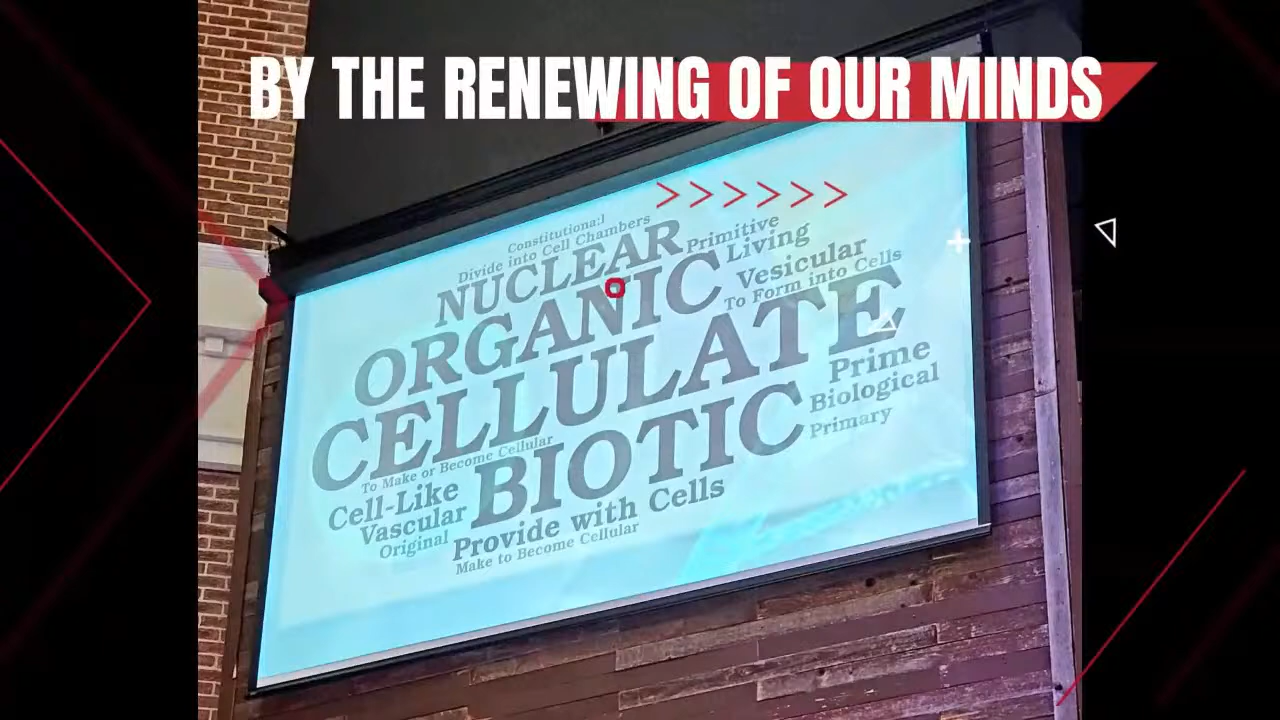 BY THE RENEWING OF OUR MINDS
Constitutional
Divide into Cell Chambers
NUCLEAR
Primitive
Living
ORGANIC
Vesicular
To Form into Cells
CELLULATE
Prime
Biological
Primary
To Make or Become Cellular
BIOTIC
Cell-Like
Vascular
Original
Provide with Cells
Make to Become Cellular